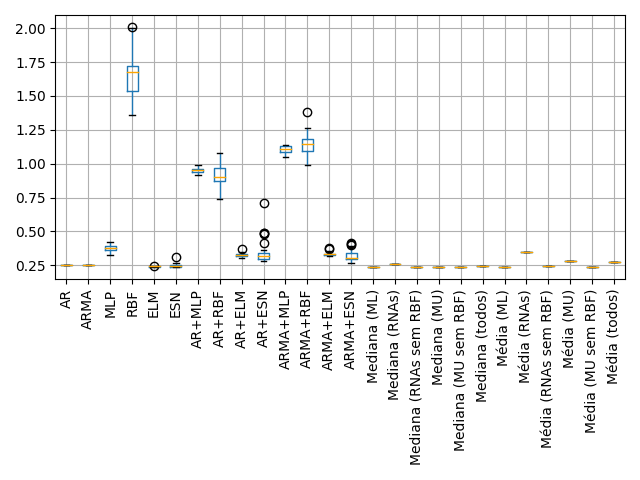 2.00
1.75
1.50
1.25
1.00
0.75
0.50
0.25
AR
ARMA
MLP
RBF
ELM
ESN
AR+MLP
AR+RBF
AR+ELM
AR+ESN
ARMA+MLP
ARMA+RBF
ARMA+ELM
ARMA+ESN
Mediana (ML)
Mediana (RNAs)
Mediana (RNAs sem RBF)
Mediana (MU)
Mediana (MU sem RBF)
Mediana (todos)
Média (ML)
Média (RNAs)
Média (RNAs sem RBF)
Média (MU)
Média (MU sem RBF)
Média (todos)